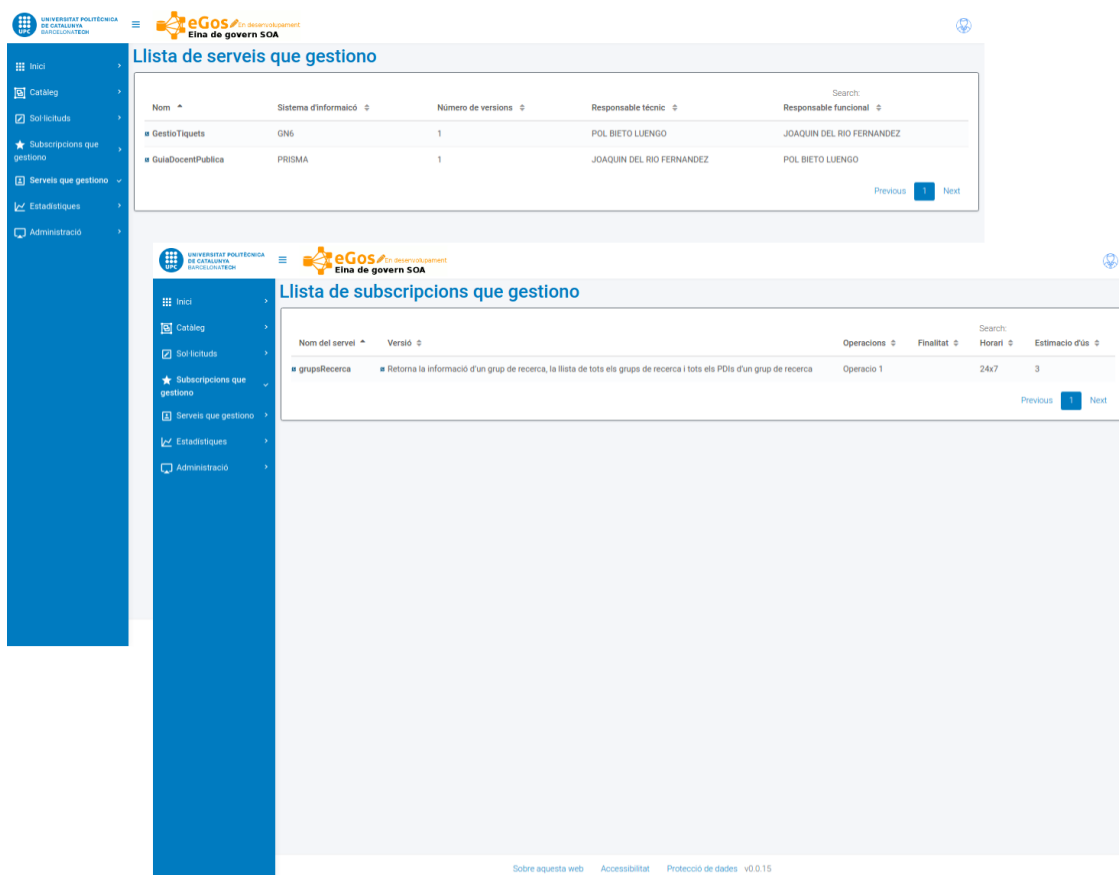 UNIVERSITAT POLITÈCNICA
DE CATALUNYA
BARCELONATECH
UPC
eGos En desenvolupament
Eina de govern SOA
Inici
Catàleg
Sol·licituds
Subscripcions que
gestiono
Serveis que gestiono
Estadístiques
Administració
Llista de serveis que gestiono
Search:
Nom Sistema d'informaicó Número de versions Responsable técnic Responsable funcional
GestioTiquets GN6 1 POL BIETO LUENGO JOAQUIN DEL RIO FERNANDEZ
GuiaDocentPublica PRISMA 1 JOAQUIN DEL RIO FERNANDEZ POL BIETO LUENGO
Previous 1 Next
UNIVERSITAT POLITÈCNICA
DE CATALUNYA
BARCELONATECH
UPC
eGos En desenvolupament
Eina de govern SOA
Inici
Catàleg
Sol·licituds
Subscripcions que
gestiono
Serveis que gestiono
Estadístiques
Administració
Llista de subscripcions que gestiono
Search:
Nom del servei Versió Operacions Finalitat Horari Estimacio d'ús
grupsRecerca Retorna la informació d'un grup de recerca, la llista de tots els grups de recerca i tots els PDIs d'un grup de recerca Operacio 1 24x7 3
Previous 1 Next
Sobre aquesta web Accessibilitat Protecció de dades v0.0.15